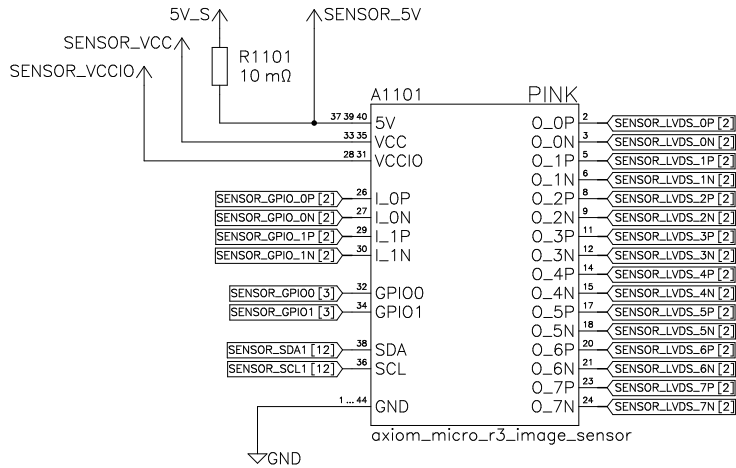 5V_S
SENSOR_5V
SENSOR_VCC
SENSOR_VCCIO
R1101
10 mΩ
A1101
PINK
37 39 40
5V
33 35
VCC
28 31
VCCIO
SENSOR_GPIO_0P [2]
26
I_0P
SENSOR_GPIO_0N [2]
27
I_0N
SENSOR_GPIO_1P [2]
29
I_1P
SENSOR_GPIO_1N [2]
30
I_1N
SENSOR_GPIO0 [3]
32
GPIO0
SENSOR_GPIO1 [3]
34
GPIO1
SENSOR_SDA1 [12]
38
SDA
SENSOR_SCL1 [12]
36
SCL
1 ... 44
GND
O_0P 2 SENSOR_LVDS_0P [2]
O_0N 3 SENSOR_LVDS_0N [2]
O_1P 5 SENSOR_LVDS_1P [2]
O_1N 6 SENSOR_LVDS_1N [2]
O_2P 8 SENSOR_LVDS_2P [2]
O_2N 9 SENSOR_LVDS_2N [2]
O_3P 11 SENSOR_LVDS_3P [2]
O_3N 12 SENSOR_LVDS_3N [2]
O_4P 14 SENSOR_LVDS_4P [2]
O_4N 15 SENSOR_LVDS_4N [2]
O_5P 17 SENSOR_LVDS_5P [2]
O_5N 18 SENSOR_LVDS_5N [2]
O_6P 20 SENSOR_LVDS_6P [2]
O_6N 21 SENSOR_LVDS_6N [2]
O_7P 23 SENSOR_LVDS_7P [2]
O_7N 24 SENSOR_LVDS_7N [2]
axiom_micro_r3_image_sensor
GND